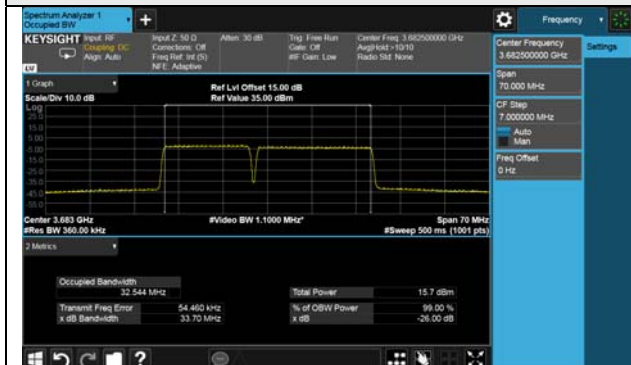 Spectrum Analyzer 1
Occupied BW
+
Frequency
KEYSIGHT
Input: RF
Coupling: DC
Align: Auto
Input Z: 50 Ω
Corrections: Off
Freq Ref: Int (S)
NFE: Adaptive
Atten: 30 dB
Trig: Free Run
Gate: Off
#IF Gain: Low
Center Freq: 3.682500000 GHz
Avg|Hold:>10/10
Radio Std: None
LXI
Center Frequency
3.682500000 GHz
Settings
Span
70.000 MHz
CF Step
7.000000 MHz
Auto
Man
Freq Offset
0 Hz
1 Graph
Scale/Div 10.0 dB
Ref Lvl Offset 15.00 dB
Ref Value 35.00 dBm
Log
25.0
15.0
5.00
-5.00
-15.0
-25.0
-35.0
-45.0
-55.0
Center 3.683 GHz
#Res BW 360.00 kHz
#Video BW 1.1000 MHz*
Span 70 MHz
#Sweep 500 ms (1001 pts)
2 Metrics
Occupied Bandwidth
32.544 MHz
Total Power
15.7 dBm
Transmit Freq Error
54.460 kHz
% of OBW Power
99.00 %
x dB Bandwidth
33.70 MHz
x dB
-26.00 dB
?